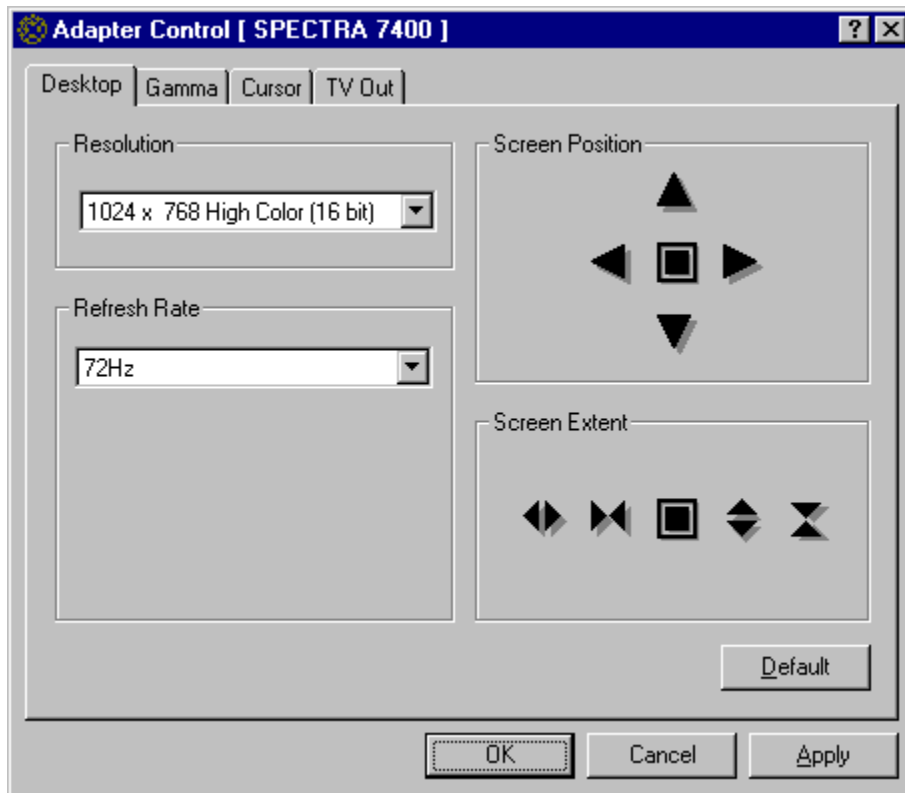 Adapter Control [ SPECTRA 7400 ]
Desktop Gamma Cursor TV Out
Resolution
1024 x  768 High Color (16 bit)
Refresh Rate
72Hz
Screen Position
Screen Extent
Default
OK Cancel Apply